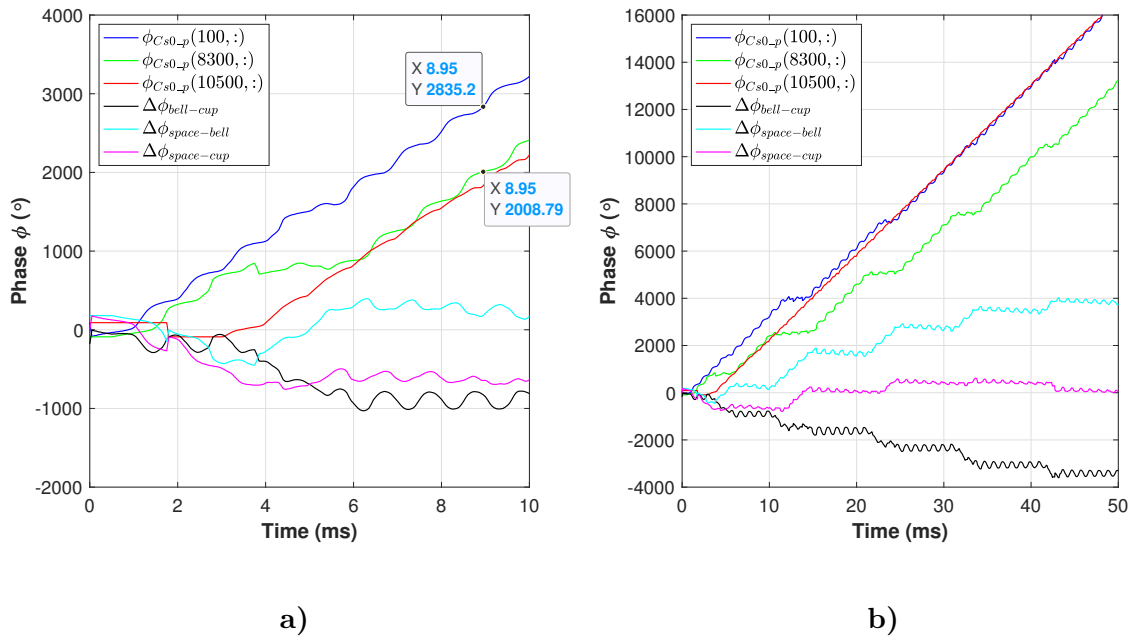 4000
3000
2000
1000
0
-1000
-2000
Phase ϕ (°)
ϕCs0_p(100,:)
ϕCs0_p(8300,:)
ϕCs0_p(10500,:)
Δϕbell−cup
Δϕspace−bell
Δϕspace−cup
X 8.95
Y 2835.2
X 8.95
Y 2008.79
0 2 4 6 8 10
Time (ms)
a)
16000
14000
12000
10000
8000
6000
4000
2000
0
-2000
-4000
Phase ϕ (°)
ϕCs0_p(100,:)
ϕCs0_p(8300,:)
ϕCs0_p(10500,:)
Δϕbell−cup
Δϕspace−bell
Δϕspace−cup
0 10 20 30 40 50
Time (ms)
b)